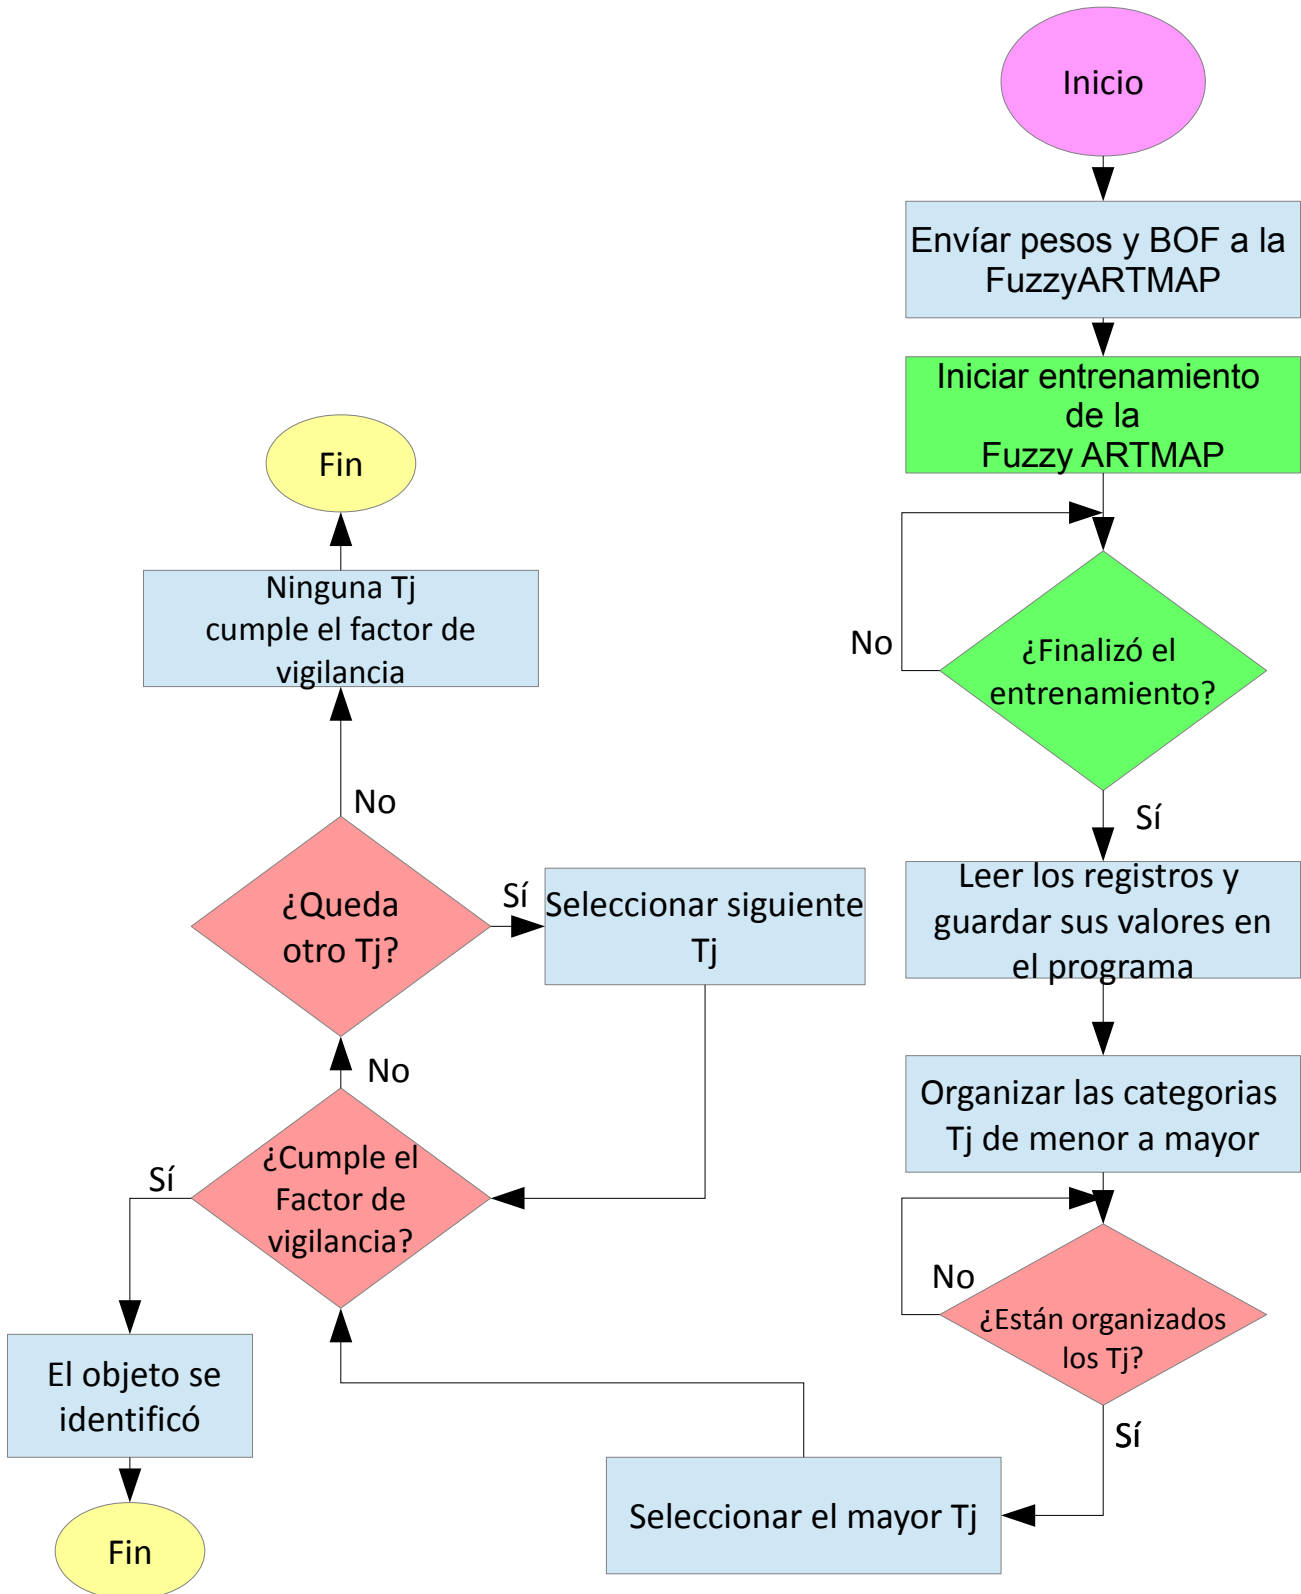 Inicio
Envíar pesos y BOF a la
FuzzyARTMAP
Iniciar entrenamiento
de la
Fuzzy ARTMAP
No
¿Finalizó el
entrenamiento?
Sí
Leer los registros y
guardar sus valores en
el programa
Organizar las categorias
Tj de menor a mayor
No
¿Están organizados
los Tj?
Sí
Seleccionar el mayor Tj
¿Cumple el
Factor de
vigilancia?
Sí
El objeto se
identificó
Fin
No
¿Queda
otro Tj?
Sí
Seleccionar siguiente
Tj
No
Ninguna Tj
cumple el factor de
vigilancia
Fin